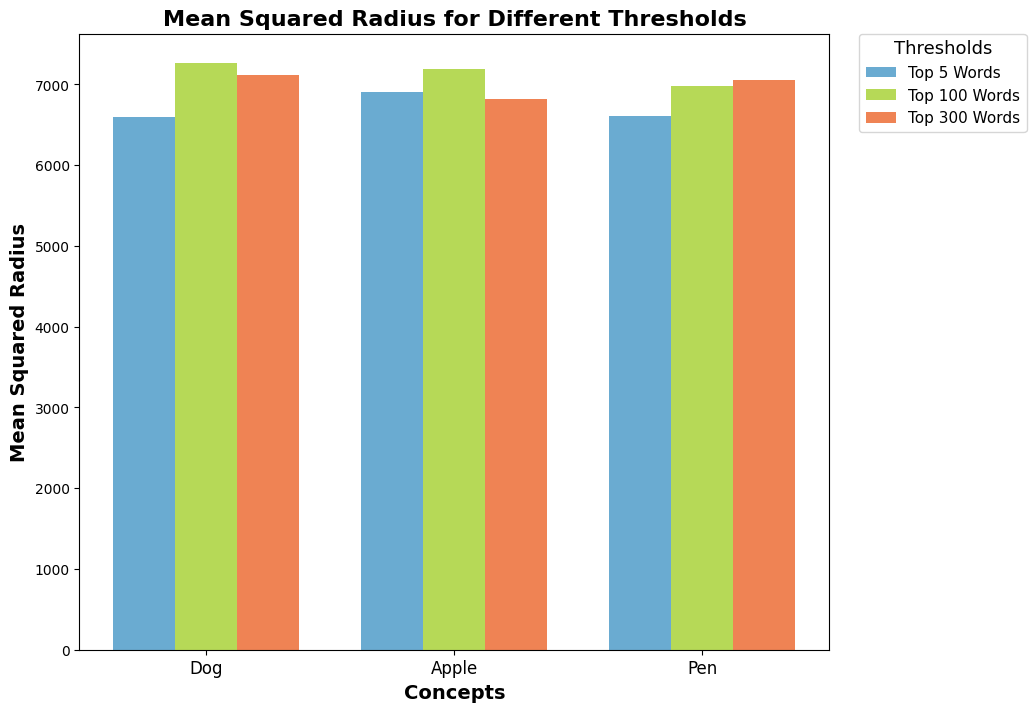 Mean Squared Radius for Different Thresholds
Thresholds
Top 5 Words
Top 100 Words
Top 300 Words
Mean Squared Radius
7000
6000
5000
4000
3000
2000
1000
0
Dog
Apple
Pen
Concepts